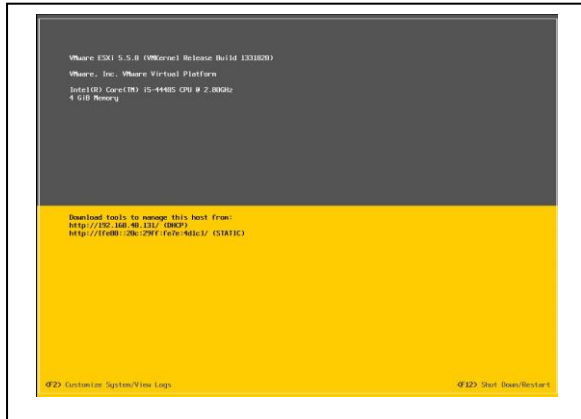 VMware ESXi 5.5.0 (VMKernel Release Build 1331820)
VMware, Inc. VMware Virtual Platform
Intel(R) Core(TM) i5-4440S CPU @ 2.80GHz
4 GiB Memory
Download tools to manage this host from:
http://192.168.40.131/ (DHCP)
http://[fe80::20c:29ff:fe7e:4d1c]/ (STATIC)
<F2> Customize System/View Logs
<F12> Shut Down/Restart